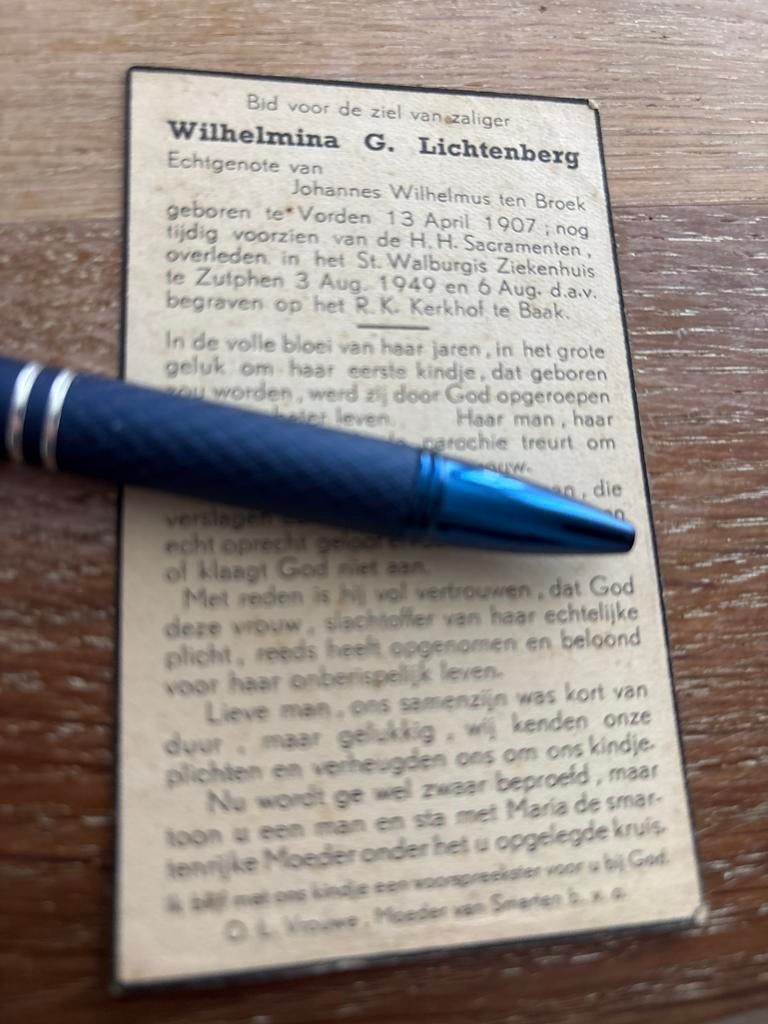 Bid voor de ziel van zaliger
Wilhelmina G. Lichtenberg
Echtgenote van
Johannes Wilhelmus ten Broek
geboren te Vorden 13 April 1907 ; nog
tijdig voorzien van de H. H. Sacramenten ,
overleden in het St. Walburgis Ziekenhuis
te Zutphen 3 Aug. 1949 en 6 Aug. d.a.v.
begraven op het R. K. Kerkhof te Baak.
In de volle bloei van haar jaren , in het grote
geluk om haar eerste kindje , dat geboren
zou worden , werd zij door God opgeroepen
beter leven. Haar man , haar
parochie treurt om
die
verslagen
echt oprecht
of klaagt God niet aan.
Met reden is hij vol vertrouwen , dat God
deze vrouw , slachtoffer van haar echtelijke
plicht , reeds heeft opgenomen en beloond
voor haar onberispelijk leven.
Lieve man , ons samenzijn was kort van
duur , maar gelukkig , wij kenden onze
plichten en verheugden ons om ons kindje.
Nu wordt ge wel zwaar beproefd , maar
toon u een man en sta met Maria de smar-
tenrijke Moeder onder het u opgelegde kruis.
Ik blijf met ons kindje een voorspreekster voor u bij God.
O. L. Vrouwe , Moeder van Smarten b. v. o.